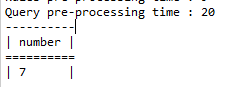 Query pre-processing time : 20
----------
| number |
==========
| 7      |